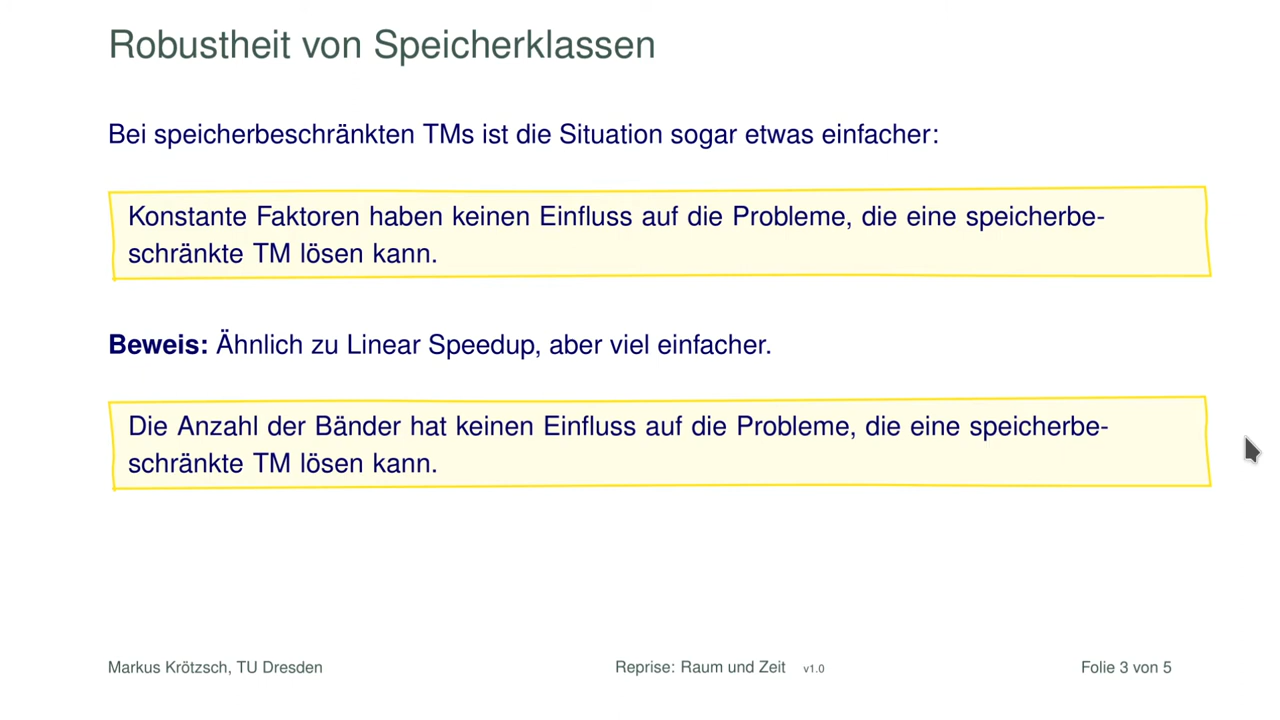 Robustheit von Speicherklassen
Bei speicherbeschränkten TMs ist die Situation sogar etwas einfacher:
Konstante Faktoren haben keinen Einfluss auf die Probleme, die eine speicherbe-
schränkte TM lösen kann.
Beweis: Ähnlich zu Linear Speedup, aber viel einfacher.
Die Anzahl der Bänder hat keinen Einfluss auf die Probleme, die eine speicherbe-
schränkte TM lösen kann.
Markus Krötzsch, TU Dresden Reprise: Raum und Zeit v1.0 Folie 3 von 5